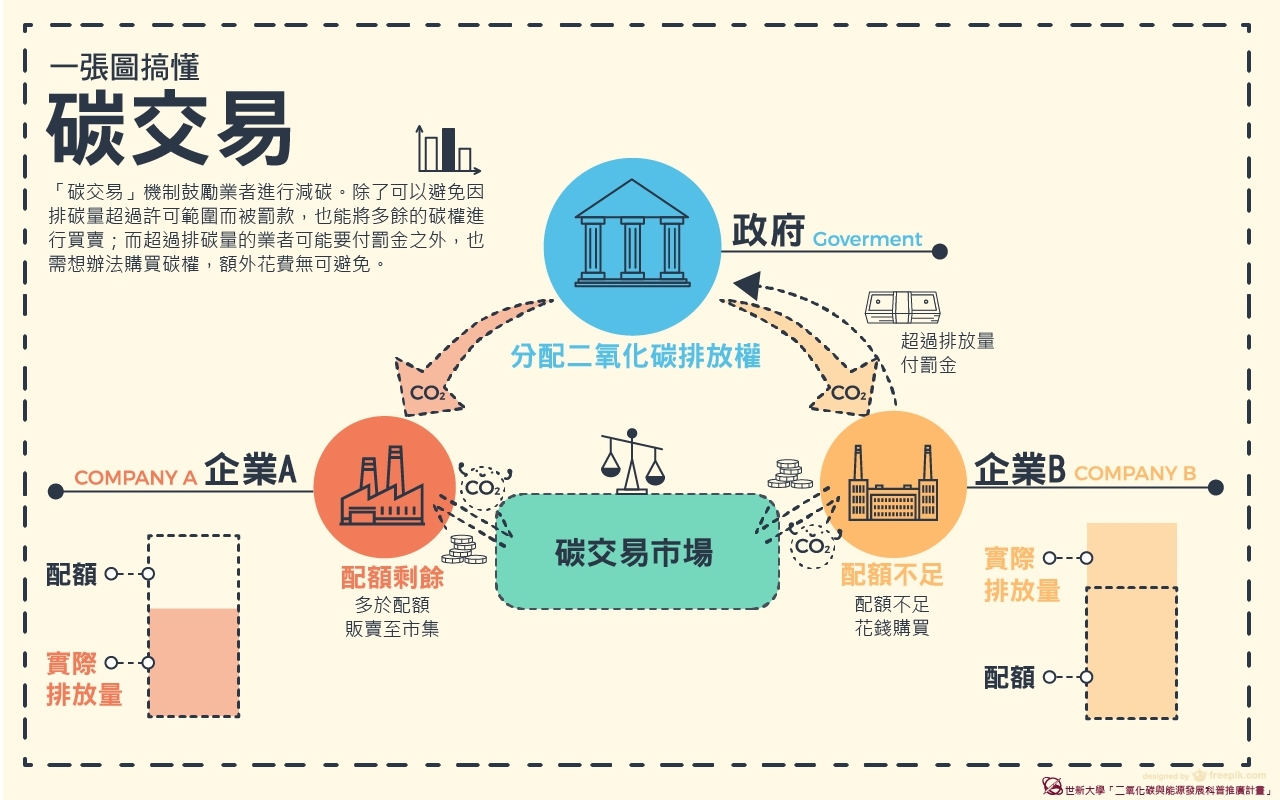 一張圖搞懂
碳交易
「碳交易」機制鼓勵業者進行減碳。除了可以避免因
排碳量超過許可範圍而被罰款，也能將多餘的碳權進
行買賣；而超過排碳量的業者可能要付罰金之外，也
需想辦法購買碳權，額外花費無可避免。
政府 Goverment
超過排放量
付罰金
分配二氧化碳排放權
CO₂
CO₂
COMPANY A 企業A
企業B COMPANY B
CO₂
CO₂
碳交易市場
配額剩餘
多於配額
販賣至市集
配額不足
配額不足
花錢購買
配額
實際
排放量
實際
排放量
配額
designed by freepik.com
世新大學「二氧化碳與能源發展科普推廣計畫」